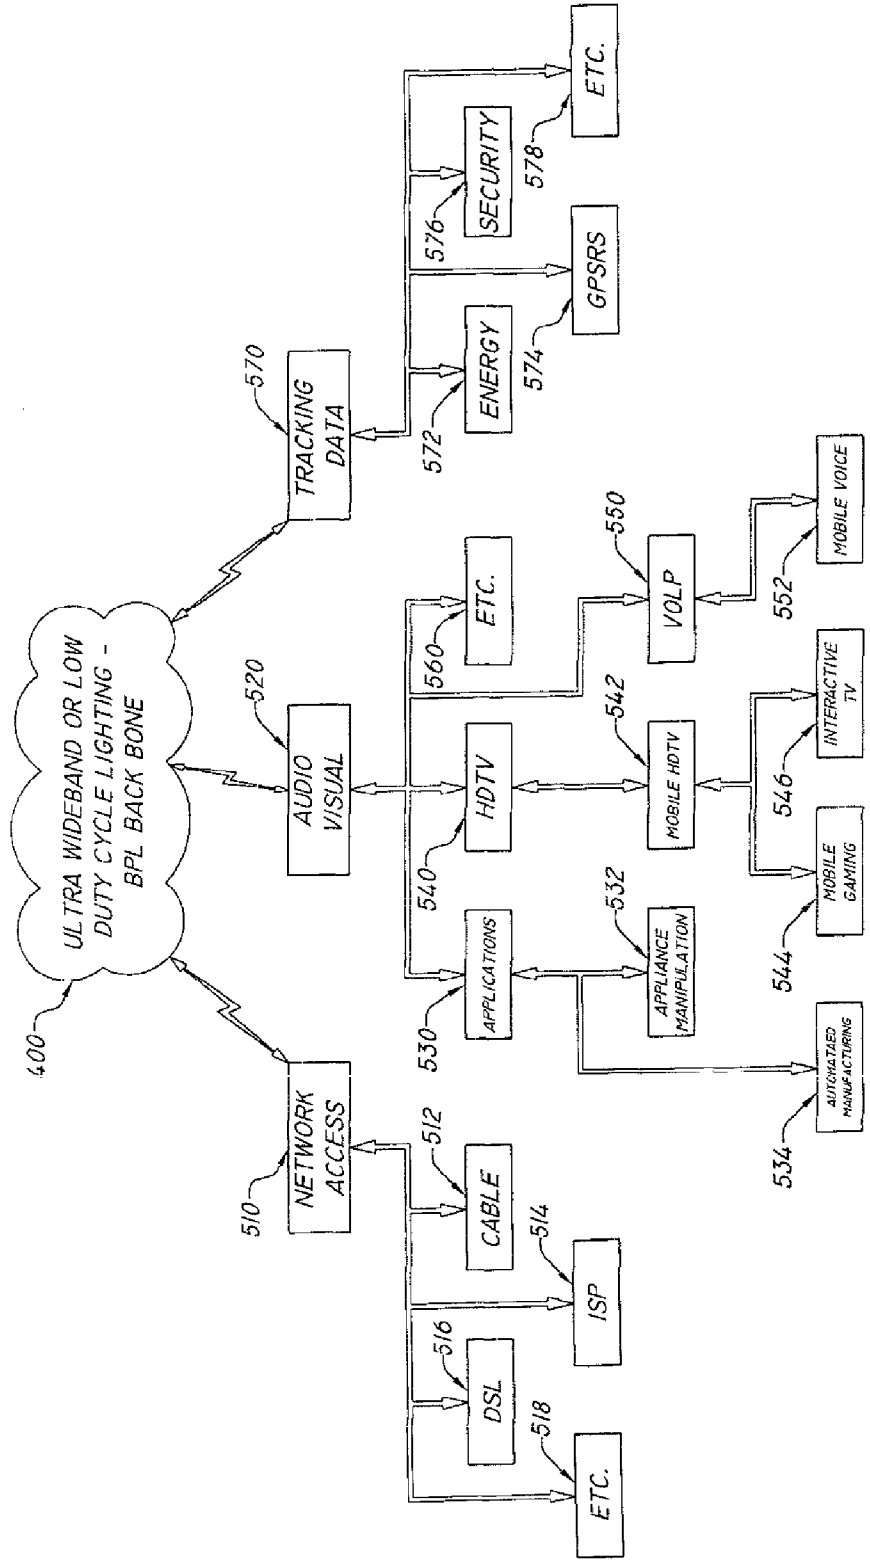 400
ULTRA WIDEBAND OR LOW
DUTY CYCLE LIGHTING -
BPL BACK BONE
510
NETWORK
ACCESS
520
AUDIO
VISUAL
570
TRACKING
DATA
518
ETC.
516
DSL
514
ISP
512
CABLE
530
APPLICATIONS
540
HDTV
560
ETC.
572
ENERGY
574
GPSRS
576
SECURITY
578
ETC.
532
APPLIANCE
MANIPULATION
542
MOBILE HDTV
550
VOLP
534
AUTOMATAED
MANUFACTURING
544
MOBILE
GAMING
546
INTERACTIVE
TV
552
MOBILE VOICE